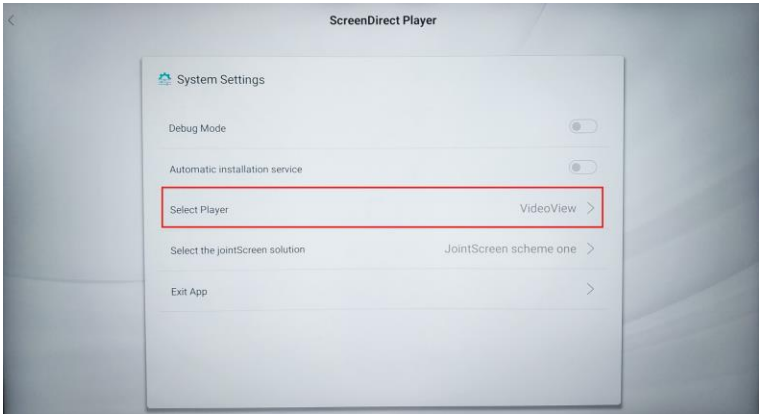 ScreenDirect Player
System Settings
Debug Mode
Automatic installation service
Select Player VideoView
Select the jointScreen solution JointScreen scheme one
Exit App